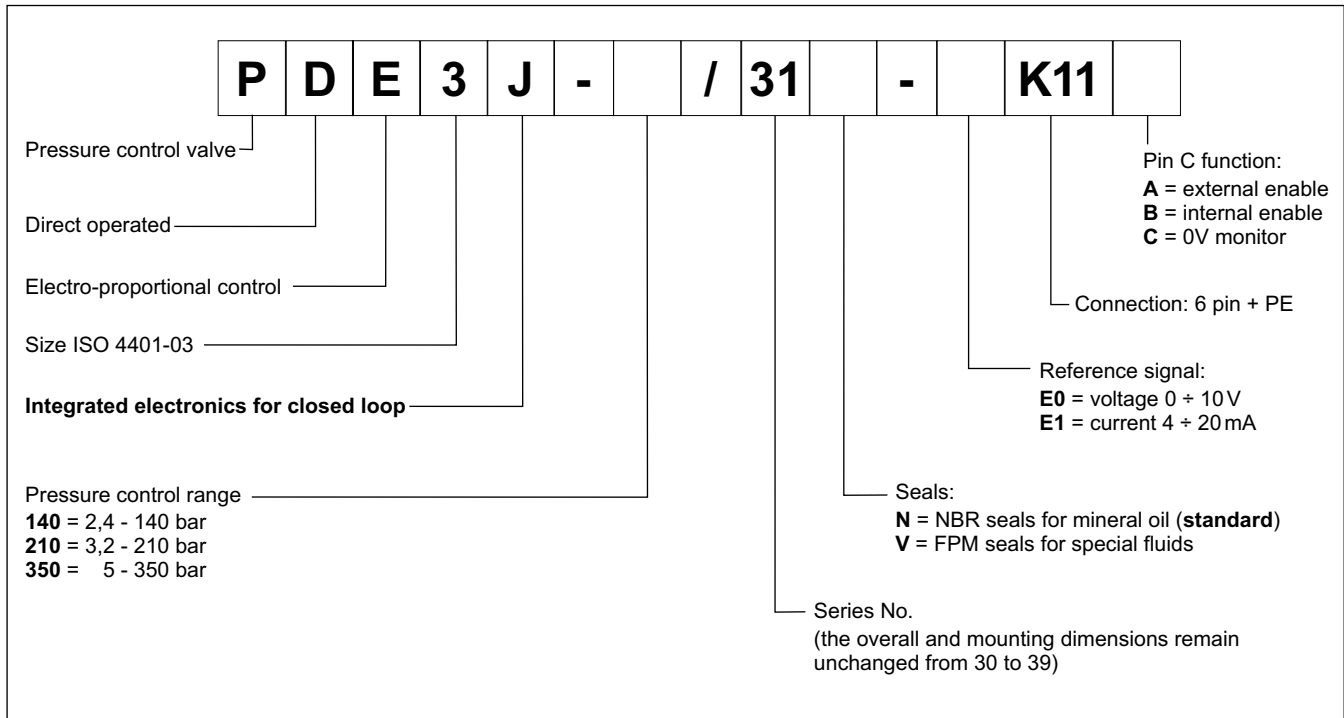 P D E 3 J - / 31 - K11
Pressure control valve
Direct operated
Electro-proportional control
Size ISO 4401-03
Integrated electronics for closed loop
Pressure control range
140 = 2,4 - 140 bar
210 = 3,2 - 210 bar
350 = 5 - 350 bar
Pin C function:
A = external enable
B = internal enable
C = 0V monitor
Connection: 6 pin + PE
Reference signal:
E0 = voltage 0 ÷ 10 V
E1 = current 4 ÷ 20 mA
Seals:
N = NBR seals for mineral oil (standard)
V = FPM seals for special fluids
Series No.
(the overall and mounting dimensions remain
unchanged from 30 to 39)